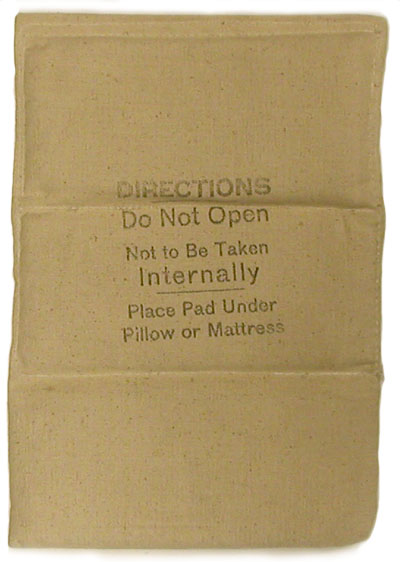 DIRECTIONS
Do Not Open
Not to Be Taken
Internally
Place Pad Under
Pillow or Mattress